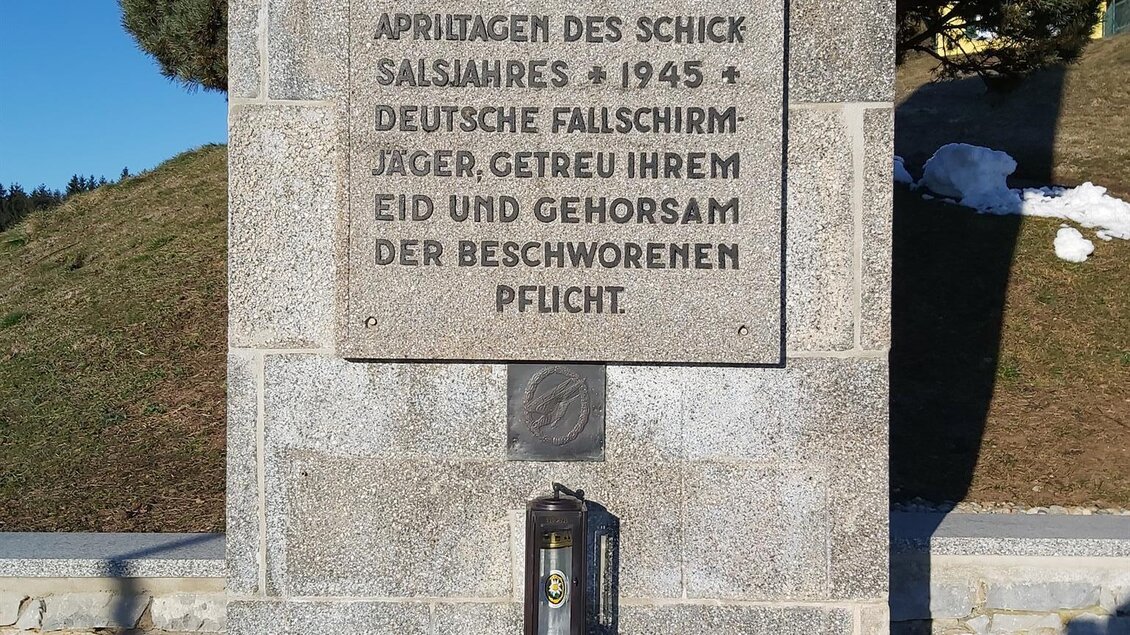 APRILTAGEN DES SCHICK-
SALSJAHRES + 1945 +
DEUTSCHE FALLSCHIRM-
JÄGER, GETREU IHREM
EID UND GEHORSAM
DER BESCHWORENEN
PFLICHT.